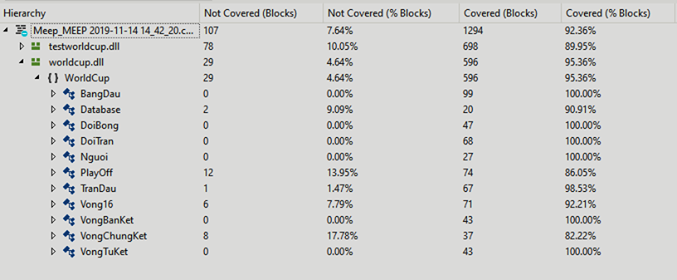 Hierarchy Not Covered (Blocks) Not Covered (% Blocks) Covered (Blocks) Covered (% Blocks)
Meep_MEEP 2019-11-14 14_42_20.c... 107 7.64% 1294 92.36%
testworldcup.dll 78 10.05% 698 89.95%
worldcup.dll 29 4.64% 596 95.36%
{ } WorldCup 29 4.64% 596 95.36%
BangDau 0 0.00% 99 100.00%
Database 2 9.09% 20 90.91%
DoiBong 0 0.00% 47 100.00%
DoiTran 0 0.00% 68 100.00%
Nguoi 0 0.00% 27 100.00%
PlayOff 12 13.95% 74 86.05%
TranDau 1 1.47% 67 98.53%
Vong16 6 7.79% 71 92.21%
VongBanKet 0 0.00% 43 100.00%
VongChungKet 8 17.78% 37 82.22%
VongTuKet 0 0.00% 43 100.00%